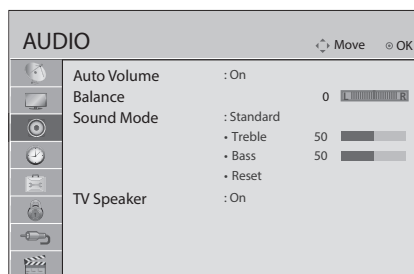 AUDIO
Move OK
Auto Volume : On
Balance 0 L R
Sound Mode : Standard
• Treble 50
• Bass 50
• Reset
TV Speaker : On